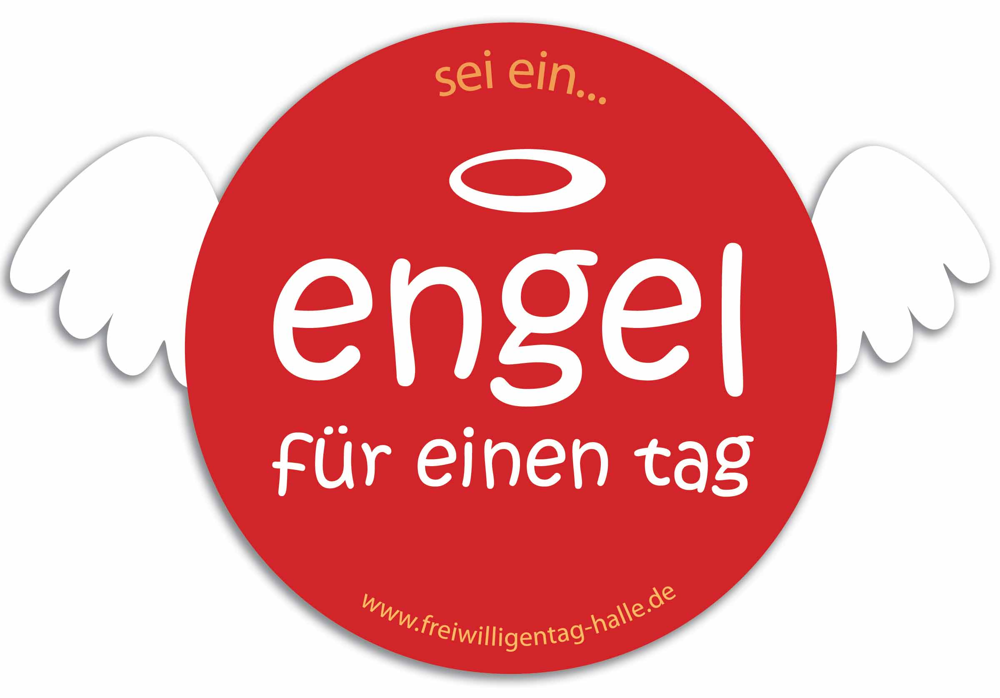 sei ein...
engel
für einen tag
www.freiwilligentag-halle.de